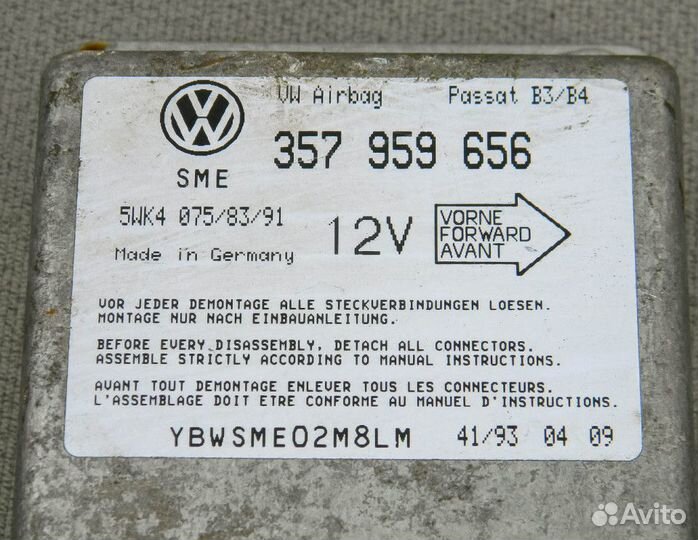 VW Airbag Passat B3/B4
357 959 656
SME
5WK4 075/83/91
Made in Germany
12V
VORNE
FORWARD
AVANT
VOR JEDER DEMONTAGE ALLE STECKVERBINDUNGEN LOESEN.
MONTAGE NUR NACH EINBAUANLEITUNG.
BEFORE EVERY DISASSEMBLY, DETACH ALL CONNECTORS.
ASSEMBLE STRICTLY ACCORDING TO MANUAL INSTRUCTIONS.
AVANT TOUT DEMONTAGE ENLEVER TOUS LES CONNECTEURS.
L'ASSEMBLAGE DOIT ETRE CONFORME AU MANUEL D'INSTRUCTIONS.
YBWSME02M8LM 41/93 04 09
Avito